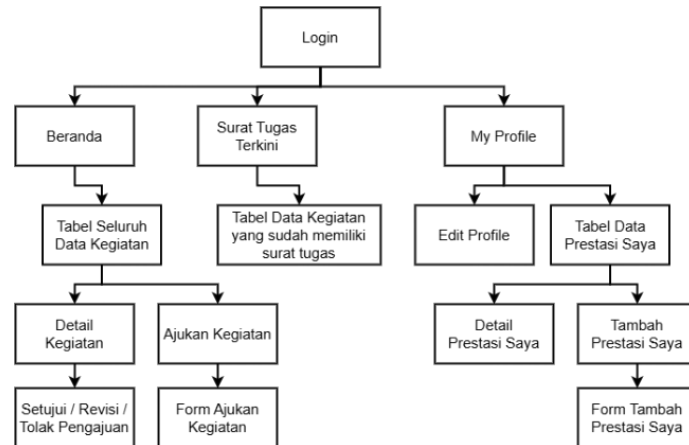 Login
Beranda
Surat Tugas
Terkini
My Profile
Tabel Seluruh
Data Kegiatan
Tabel Data Kegiatan
yang sudah memiliki
surat tugas
Edit Profile
Tabel Data
Prestasi Saya
Detail
Kegiatan
Ajukan Kegiatan
Detail
Prestasi Saya
Tambah
Prestasi Saya
Setujui / Revisi /
Tolak Pengajuan
Form Ajukan
Kegiatan
Form Tambah
Prestasi Saya